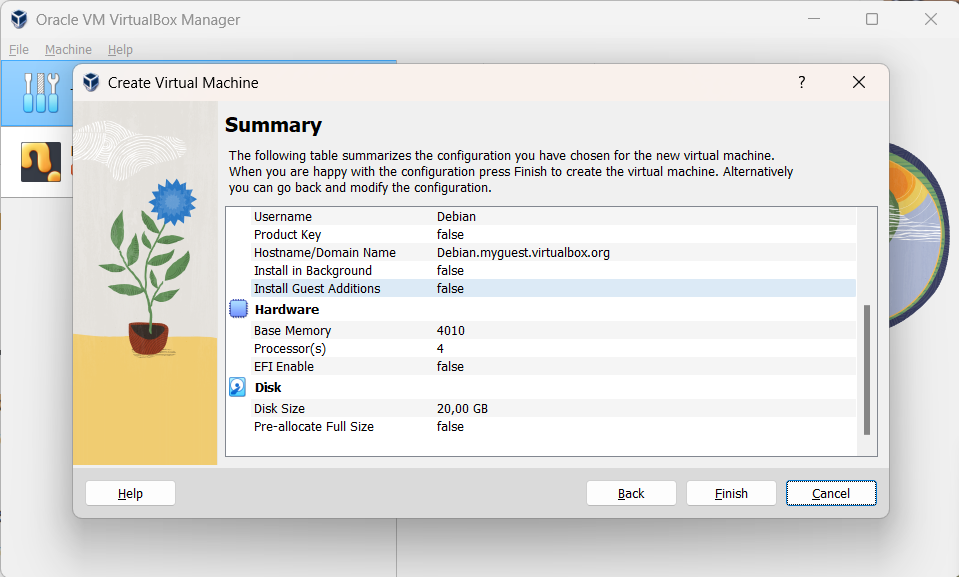 Oracle VM VirtualBox Manager
File Machine Help
Create Virtual Machine
?
Summary
The following table summarizes the configuration you have chosen for the new virtual machine.
When you are happy with the configuration press Finish to create the virtual machine. Alternatively
you can go back and modify the configuration.
Username Debian
Product Key false
Hostname/Domain Name Debian.myguest.virtualbox.org
Install in Background false
Install Guest Additions false
Hardware
Base Memory 4010
Processor(s) 4
EFI Enable false
Disk
Disk Size 20,00 GB
Pre-allocate Full Size false
Help Back Finish Cancel